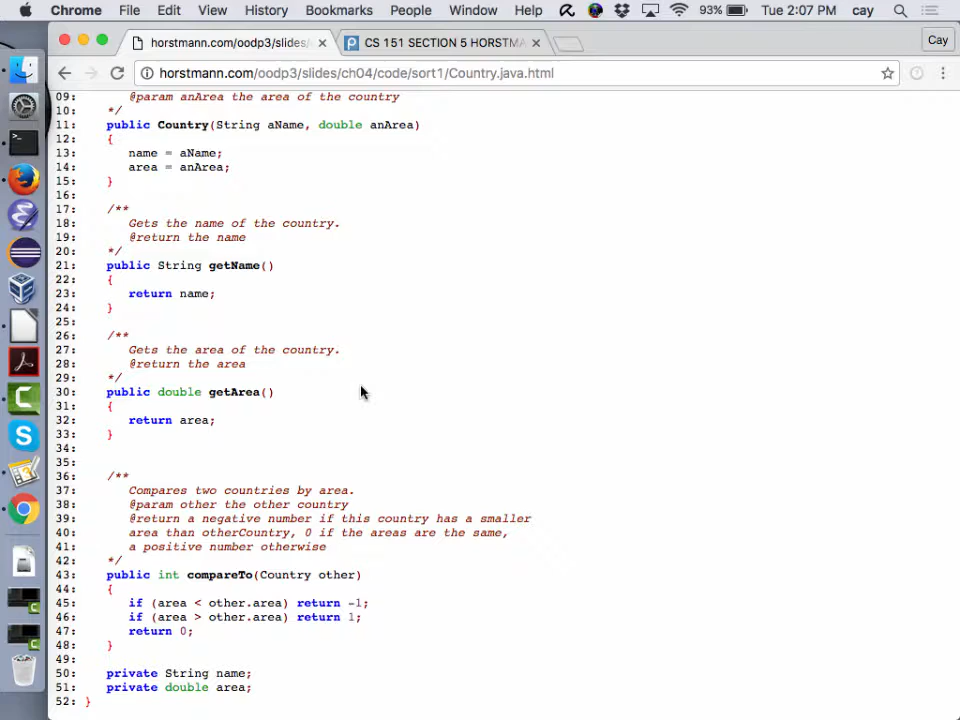 Chrome File Edit View History Bookmarks People Window Help 93% Tue 2:07 PM cay
horstmann.com/oodp3/slides/ CS 151 SECTION 5 HORSTMA Cay
horstmann.com/oodp3/slides/ch04/code/sort1/Country.java.html
09: @param anArea the area of the country
10: */
11: public Country(String aName, double anArea)
12: {
13: name = aName;
14: area = anArea;
15: }
16:
17: /**
18: Gets the name of the country.
19: @return the name
20: */
21: public String getName()
22: {
23: return name;
24: }
25:
26: /**
27: Gets the area of the country.
28: @return the area
29: */
30: public double getArea()
31: {
32: return area;
33: }
34:
35:
36: /**
37: Compares two countries by area.
38: @param other the other country
39: @return a negative number if this country has a smaller
40: area than otherCountry, 0 if the areas are the same,
41: a positive number otherwise
42: */
43: public int compareTo(Country other)
44: {
45: if (area < other.area) return -1;
46: if (area > other.area) return 1;
47: return 0;
48: }
49:
50: private String name;
51: private double area;
52: }